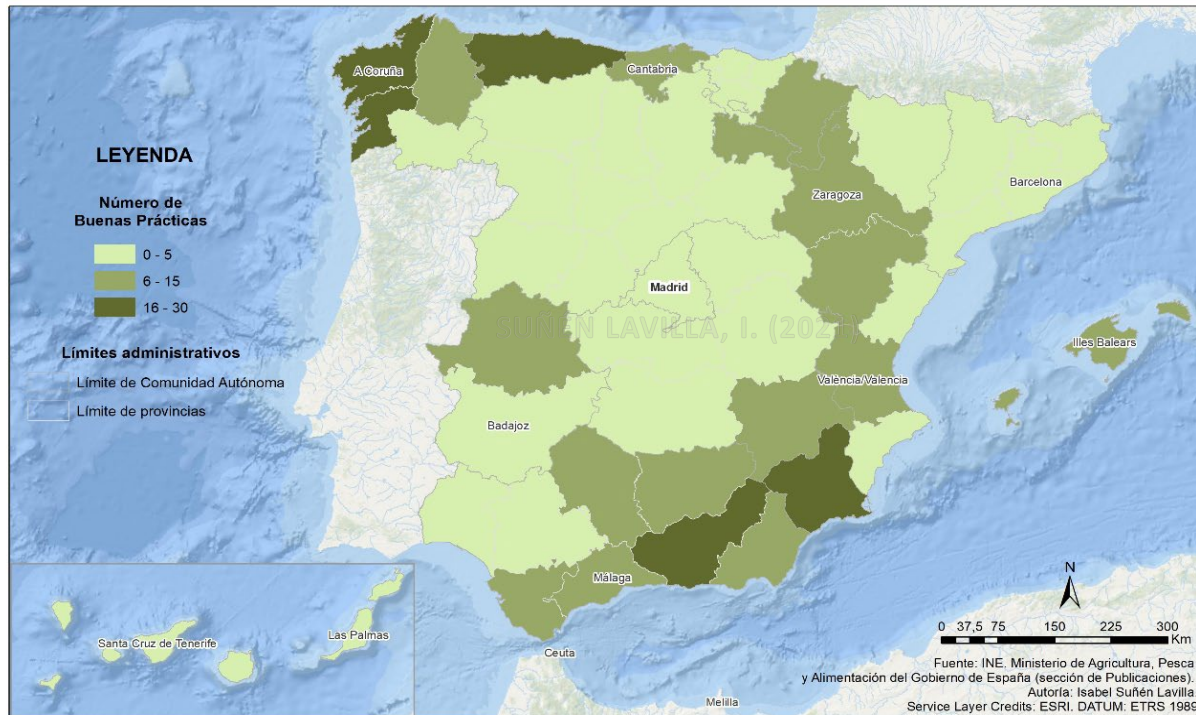 A Coruña
Cantabria
LEYENDA
Número de
Buenas Prácticas
0 - 5
6 - 15
16 - 30
Límites administrativos
Límite de Comunidad Autónoma
Límite de provincias
Barcelona
Zaragoza
Madrid
SUÑÉN LAVILLA, I. (202
Illes Balears
València/Valencia
Badajoz
Málaga
Santa Cruz de Tenerife
Las Palmas
Ceuta
Melilla
N
0 37,5 75 150 225 300
Km
Fuente: INE. Ministerio de Agricultura, Pesca
y Alimentación del Gobierno de España (sección de Publicaciones).
Autoría: Isabel Suñén Lavilla.
Service Layer Credits: ESRI. DATUM: ETRS 1989